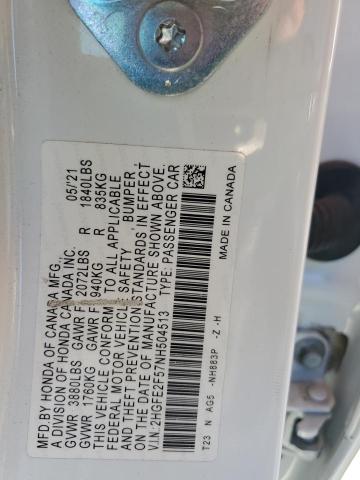 MFD.BY HONDA OF CANADA MFG. 05/'21
A DIVISION OF HONDA CANADA INC.
GVWR 3880LBS GAWR F 2072LBS R 1840LBS
GVWR 1760KG GAWR F 940KG R 835KG
THIS VEHICLE CONFORMS TO ALL APPLICABLE
FEDERAL MOTOR VEHICLE SAFETY, BUMPER,
AND THEFT PREVENTION STANDARDS IN EFFECT
ON THE DATE OF MANUFACTURE SHOWN ABOVE.
V.I.N:2HGFE2F57NH504513 TYPE:PASSENGER CAR
T23 N AG5 -NH883P -Z -H
MADE IN CANADA